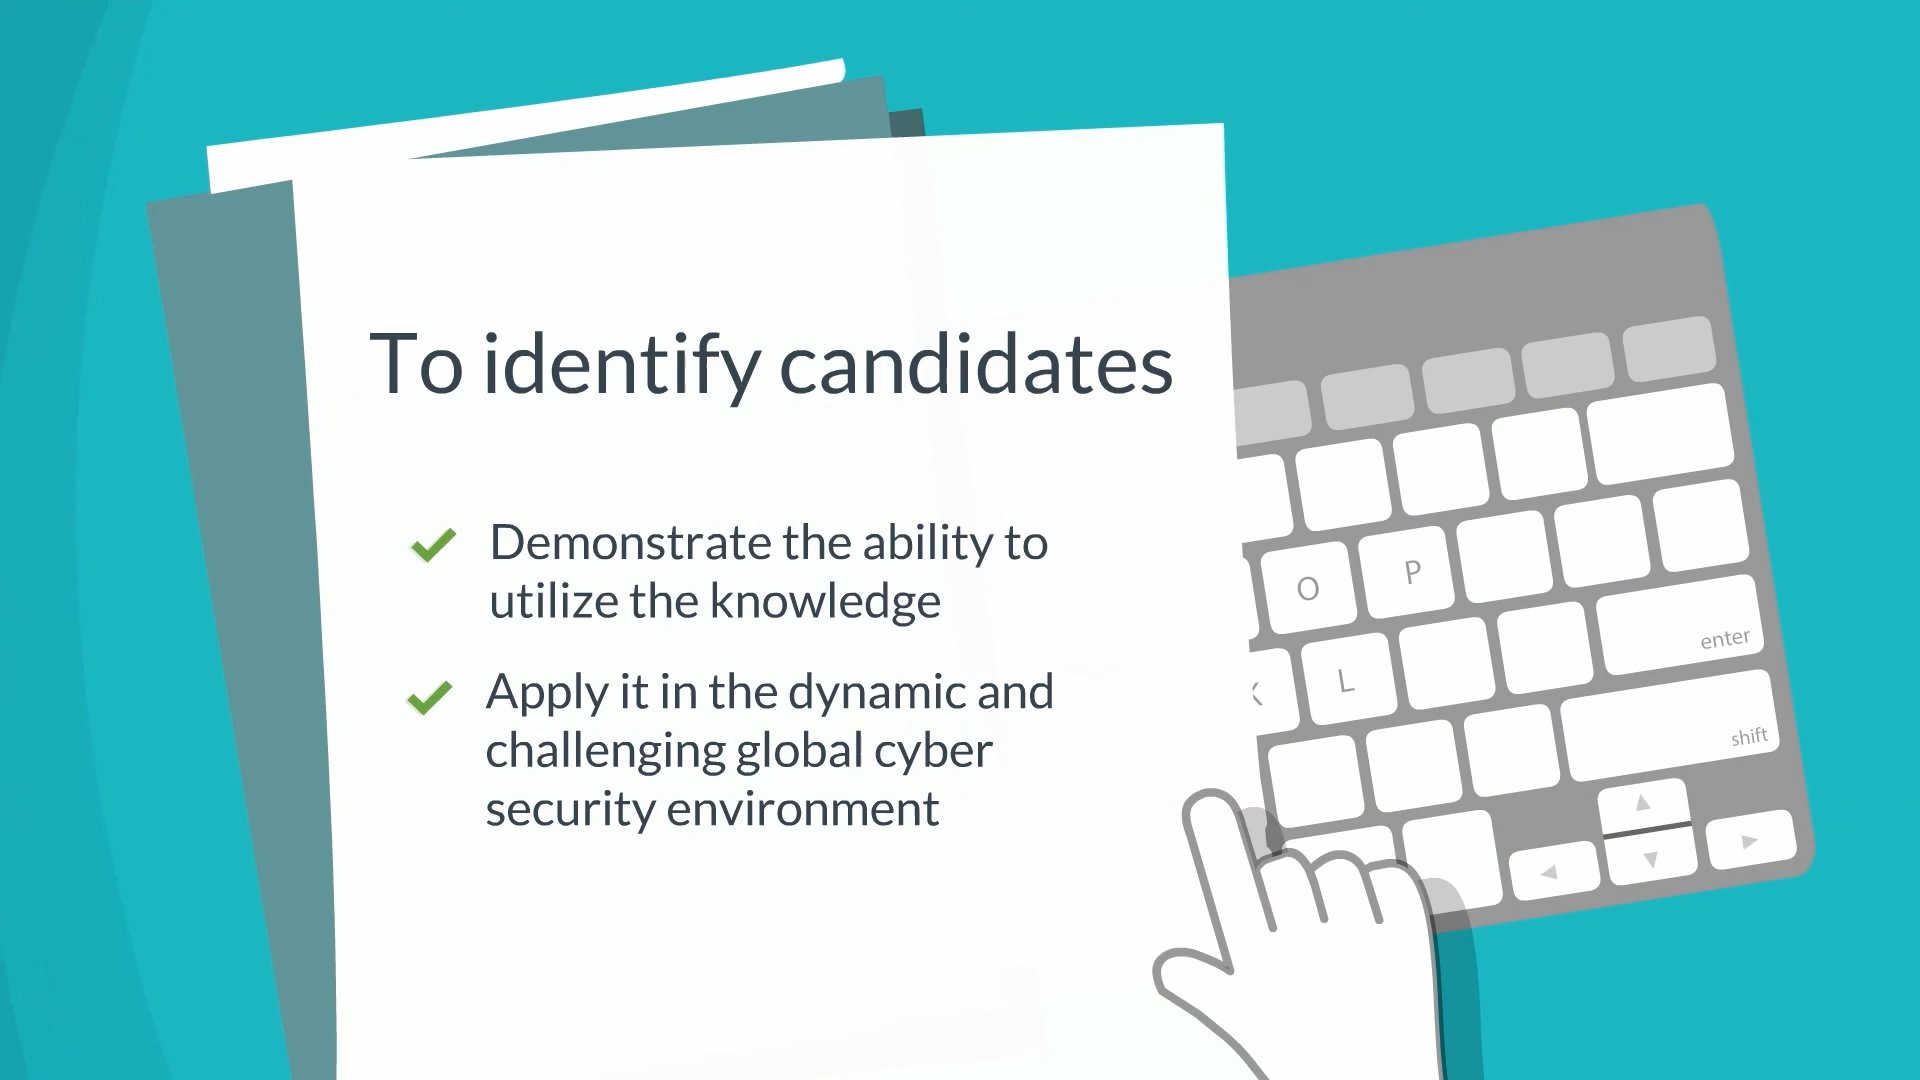 To identify candidates
Demonstrate the ability to
utilize the knowledge
Apply it in the dynamic and
challenging global cyber
security environment
O
P
enter
K
L
shift